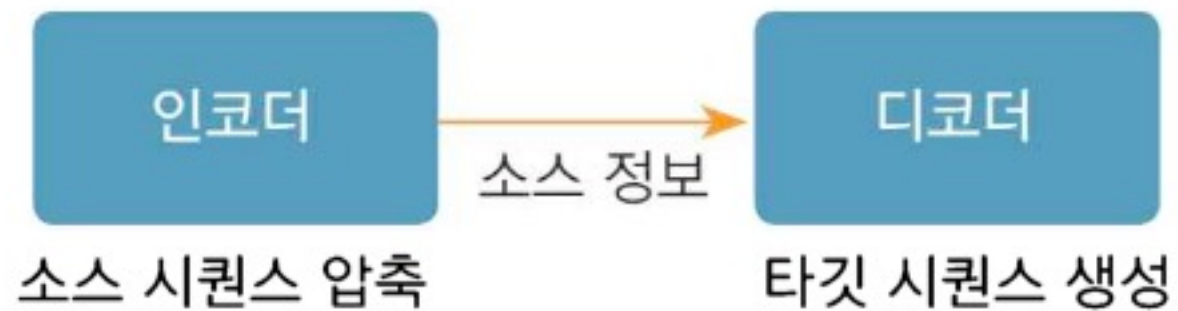 인코더
디코더
소스 정보
소스 시퀀스 압축
타깃 시퀀스 생성